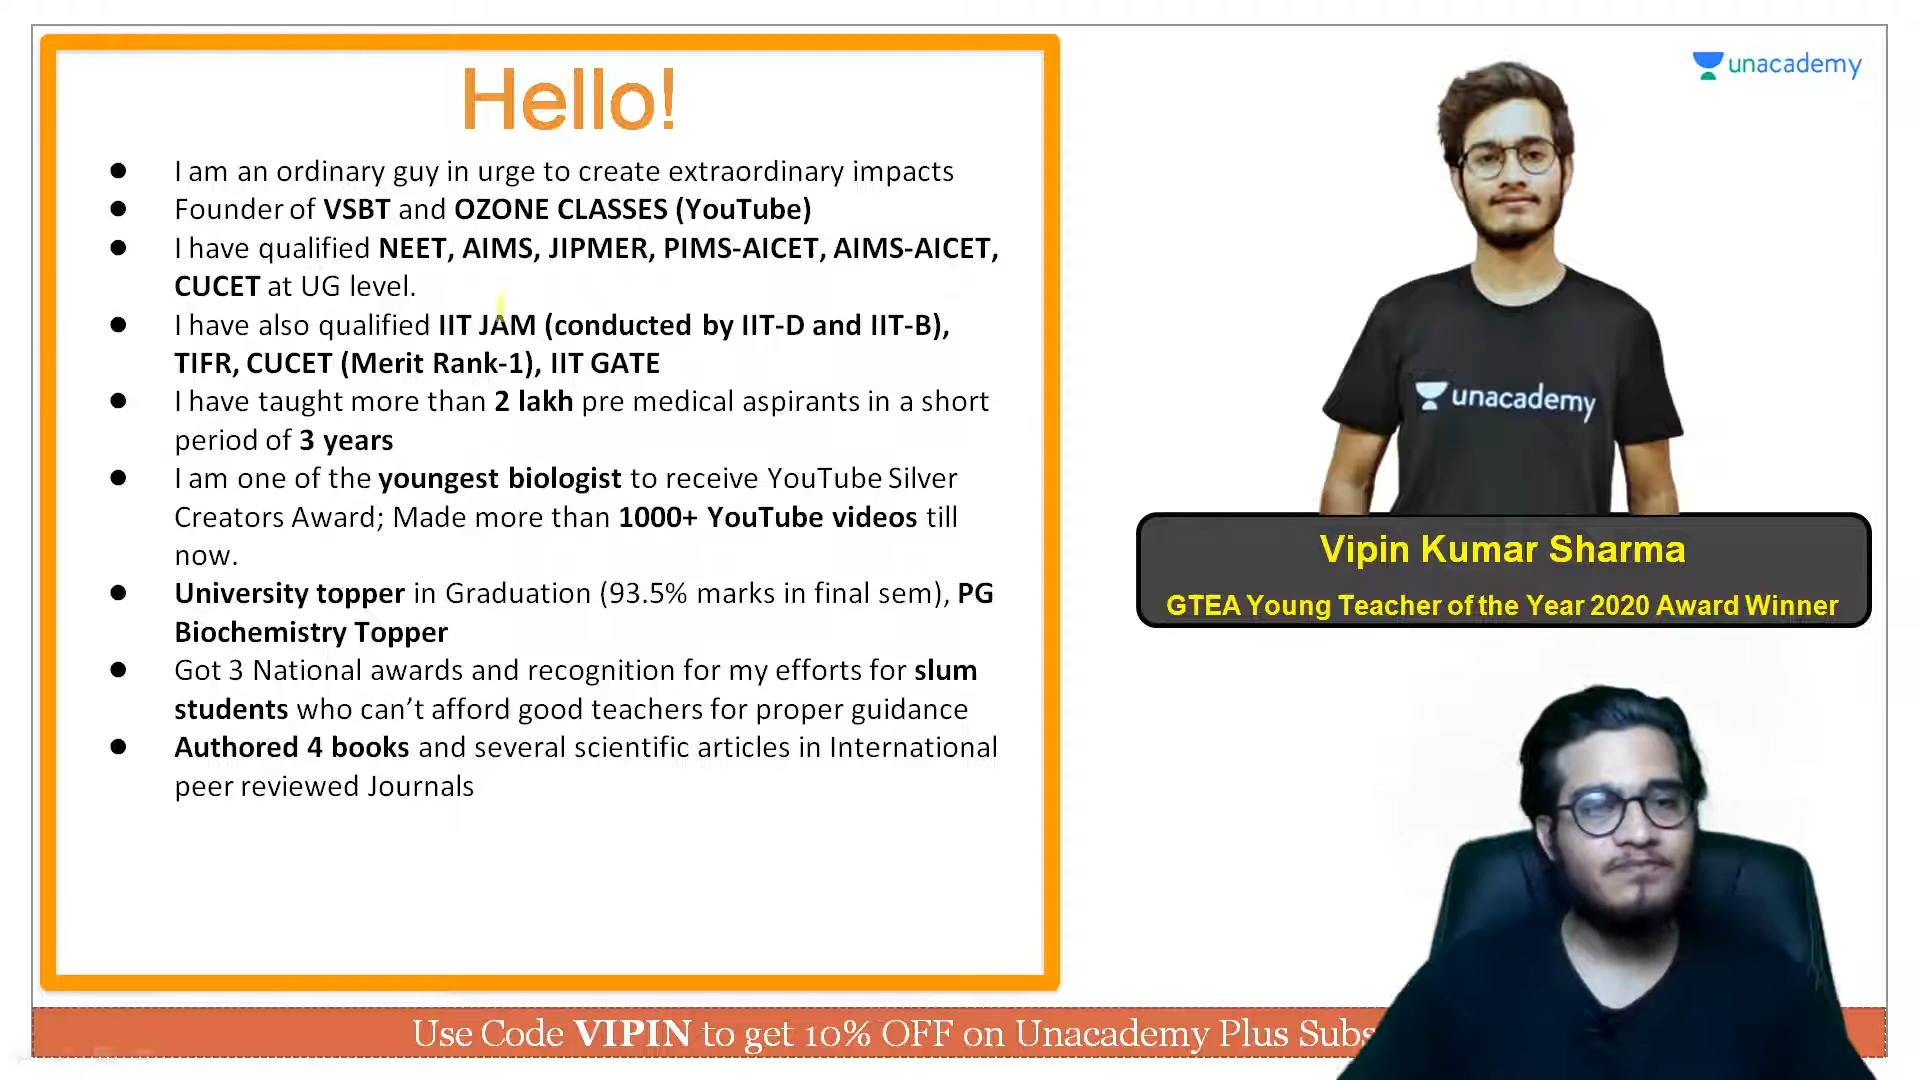 Hello!
● I am an ordinary guy in urge to create extraordinary impacts
● Founder of VSBT and OZONE CLASSES (YouTube)
● I have qualified NEET, AIMS, JIPMER, PIMS-AICET, AIMS-AICET,
CUCET at UG level.
● I have also qualified IIT JAM (conducted by IIT-D and IIT-B),
TIFR, CUCET (Merit Rank-1), IIT GATE
● I have taught more than 2 lakh pre medical aspirants in a short
period of 3 years
● I am one of the youngest biologist to receive YouTube Silver
Creators Award; Made more than 1000+ YouTube videos till
now.
● University topper in Graduation (93.5% marks in final sem), PG
Biochemistry Topper
● Got 3 National awards and recognition for my efforts for slum
students who can’t afford good teachers for proper guidance
● Authored 4 books and several scientific articles in International
peer reviewed Journals
unacademy
unacademy
Vipin Kumar Sharma
GTEA Young Teacher of the Year 2020 Award Winner
Use Code VIPIN to get 10% OFF on Unacademy Plus Subs